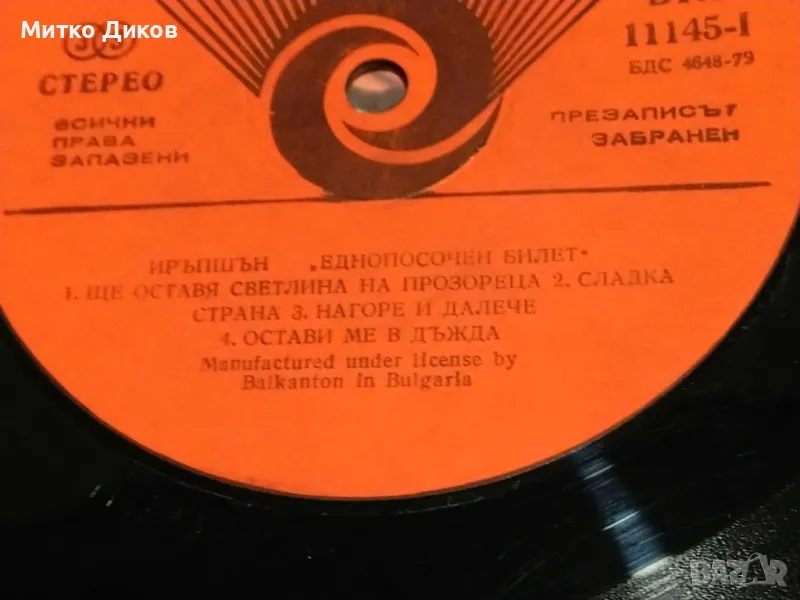 Митко Диков
33
СТЕРЕО
11145-I
БДС 4648-79
ВСИЧКИ
ПРАВА
ЗАПАЗЕНИ
ПРЕЗАПИСЪТ
ЗАБРАНЕН
ИРЪПШЪН „ЕДНОПОСОЧЕН БИЛЕТ“
1. ЩЕ ОСТАВЯ СВЕТЛИНА НА ПРОЗОРЕЦА 2. СЛАДКА
СТРАНА 3. НАГОРЕ И ДАЛЕЧЕ
4. ОСТАВИ МЕ В ДЪЖДА
Manufactured under license by
Balkanton in Bulgaria
BAZAR